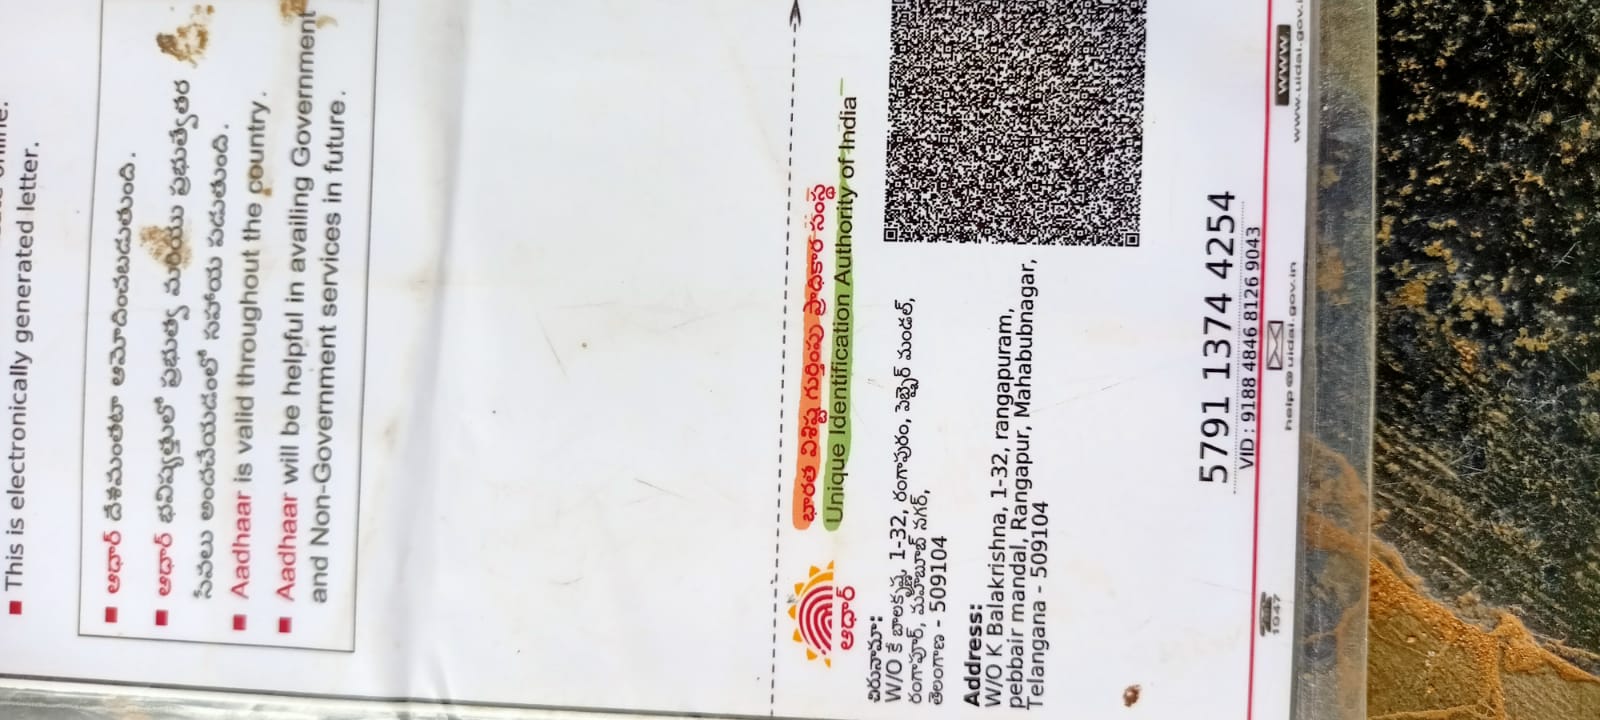 ■ This is electronically generated letter.
■ ఆధార్ దేశమంతటా ఆమోదించబడుతుంది.
■ ఆధార్ భవిష్యత్తులో ప్రభుత్వ మరియు ప్రభుత్వేతర
సేవలు అందచేయడంలో సహాయ పడుతుంది.
■ Aadhaar is valid throughout the country.
■ Aadhaar will be helpful in availing Government
and Non-Government services in future.
భారత విశిష్ట గుర్తింపు ప్రాధికార సంస్థ
Unique Identification Authority of India
ఆధార్
చిరునామా:
W/O కే బాలకృష్ణ, 1-32, రంగాపురం, పెబ్బైర్ మండల్,
రంగాపూర్, మహబూబ్ నగర్,
తెలంగాణ - 509104
Address:
W/O K Balakrishna, 1-32, rangapuram,
pebbair mandal, Rangapur, Mahabubnagar,
Telangana - 509104
5791 1374 4254
VID : 9188 4846 8126 9043
1947
help@uidai.gov.in
WWW